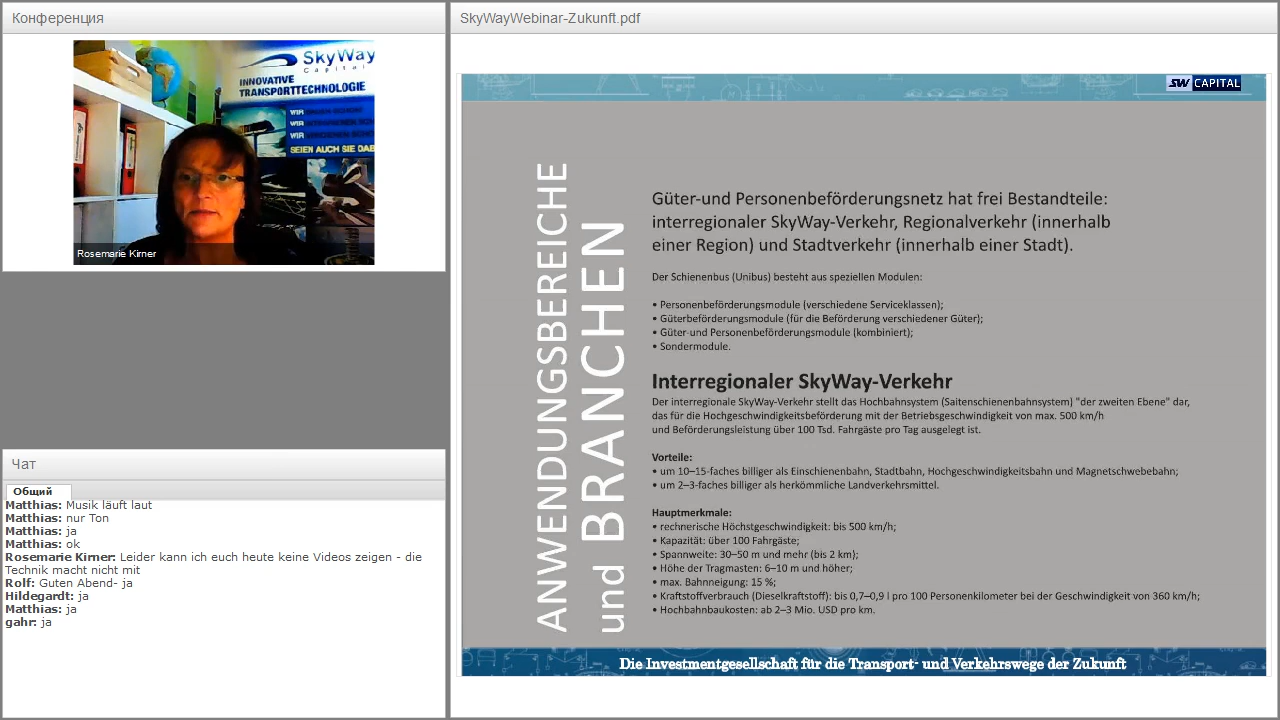 Конференция
SkyWay
Capital
INNOVATIVE
TRANSPORTTECHNOLOGIE
WIR
WIR
WIR
SEIEN AUCH SIE DAB
Rosemarie Kirner
Чат
Общий
Matthias: Musik läuft laut
Matthias: nur Ton
Matthias: ja
Matthias: ok
Rosemarie Kirner: Leider kann ich euch heute keine Videos zeigen - die
Technik macht nicht mit
Rolf: Guten Abend- ja
Hildegardt: ja
Matthias: ja
gahr: ja
SkyWayWebinar-Zukunft.pdf
SW CAPITAL
ANWENDUNGSBEREICHE
und BRANCHEN
Güter-und Personenbeförderungsnetz hat frei Bestandteile:
interregionaler SkyWay-Verkehr, Regionalverkehr (innerhalb
einer Region) und Stadtverkehr (innerhalb einer Stadt).
Der Schienenbus (Unibus) besteht aus speziellen Modulen:
• Personenbeförderungsmodule (verschiedene Serviceklassen);
• Güterbeförderungsmodule (für die Beförderung verschiedener Güter);
• Güter-und Personenbeförderungsmodule (kombiniert);
• Sondermodule.
Interregionaler SkyWay-Verkehr
Der interregionale SkyWay-Verkehr stellt das Hochbahnsystem (Saitenschienenbahnsystem) "der zweiten Ebene" dar,
das für die Hochgeschwindigkeitsbeförderung mit der Betriebsgeschwindigkeit von max. 500 km/h
und Beförderungsleistung über 100 Tsd. Fahrgäste pro Tag ausgelegt ist.
Vorteile:
• um 10–15-faches billiger als Einschienenbahn, Stadtbahn, Hochgeschwindigkeitsbahn und Magnetschwebebahn;
• um 2–3-faches billiger als herkömmliche Landverkehrsmittel.
Hauptmerkmale:
• rechnerische Höchstgeschwindigkeit: bis 500 km/h;
• Kapazität: über 100 Fahrgäste;
• Spannweite: 30–50 m und mehr (bis 2 km);
• Höhe der Tragmasten: 6–10 m und höher;
• max. Bahnneigung: 15 %;
• Kraftstoffverbrauch (Dieselkraftstoff): bis 0,7–0,9 l pro 100 Personenkilometer bei der Geschwindigkeit von 360 km/h;
• Hochbahnbaukosten: ab 2–3 Mio. USD pro km.
Die Investmentgesellschaft für die Transport- und Verkehrswege der Zukunft